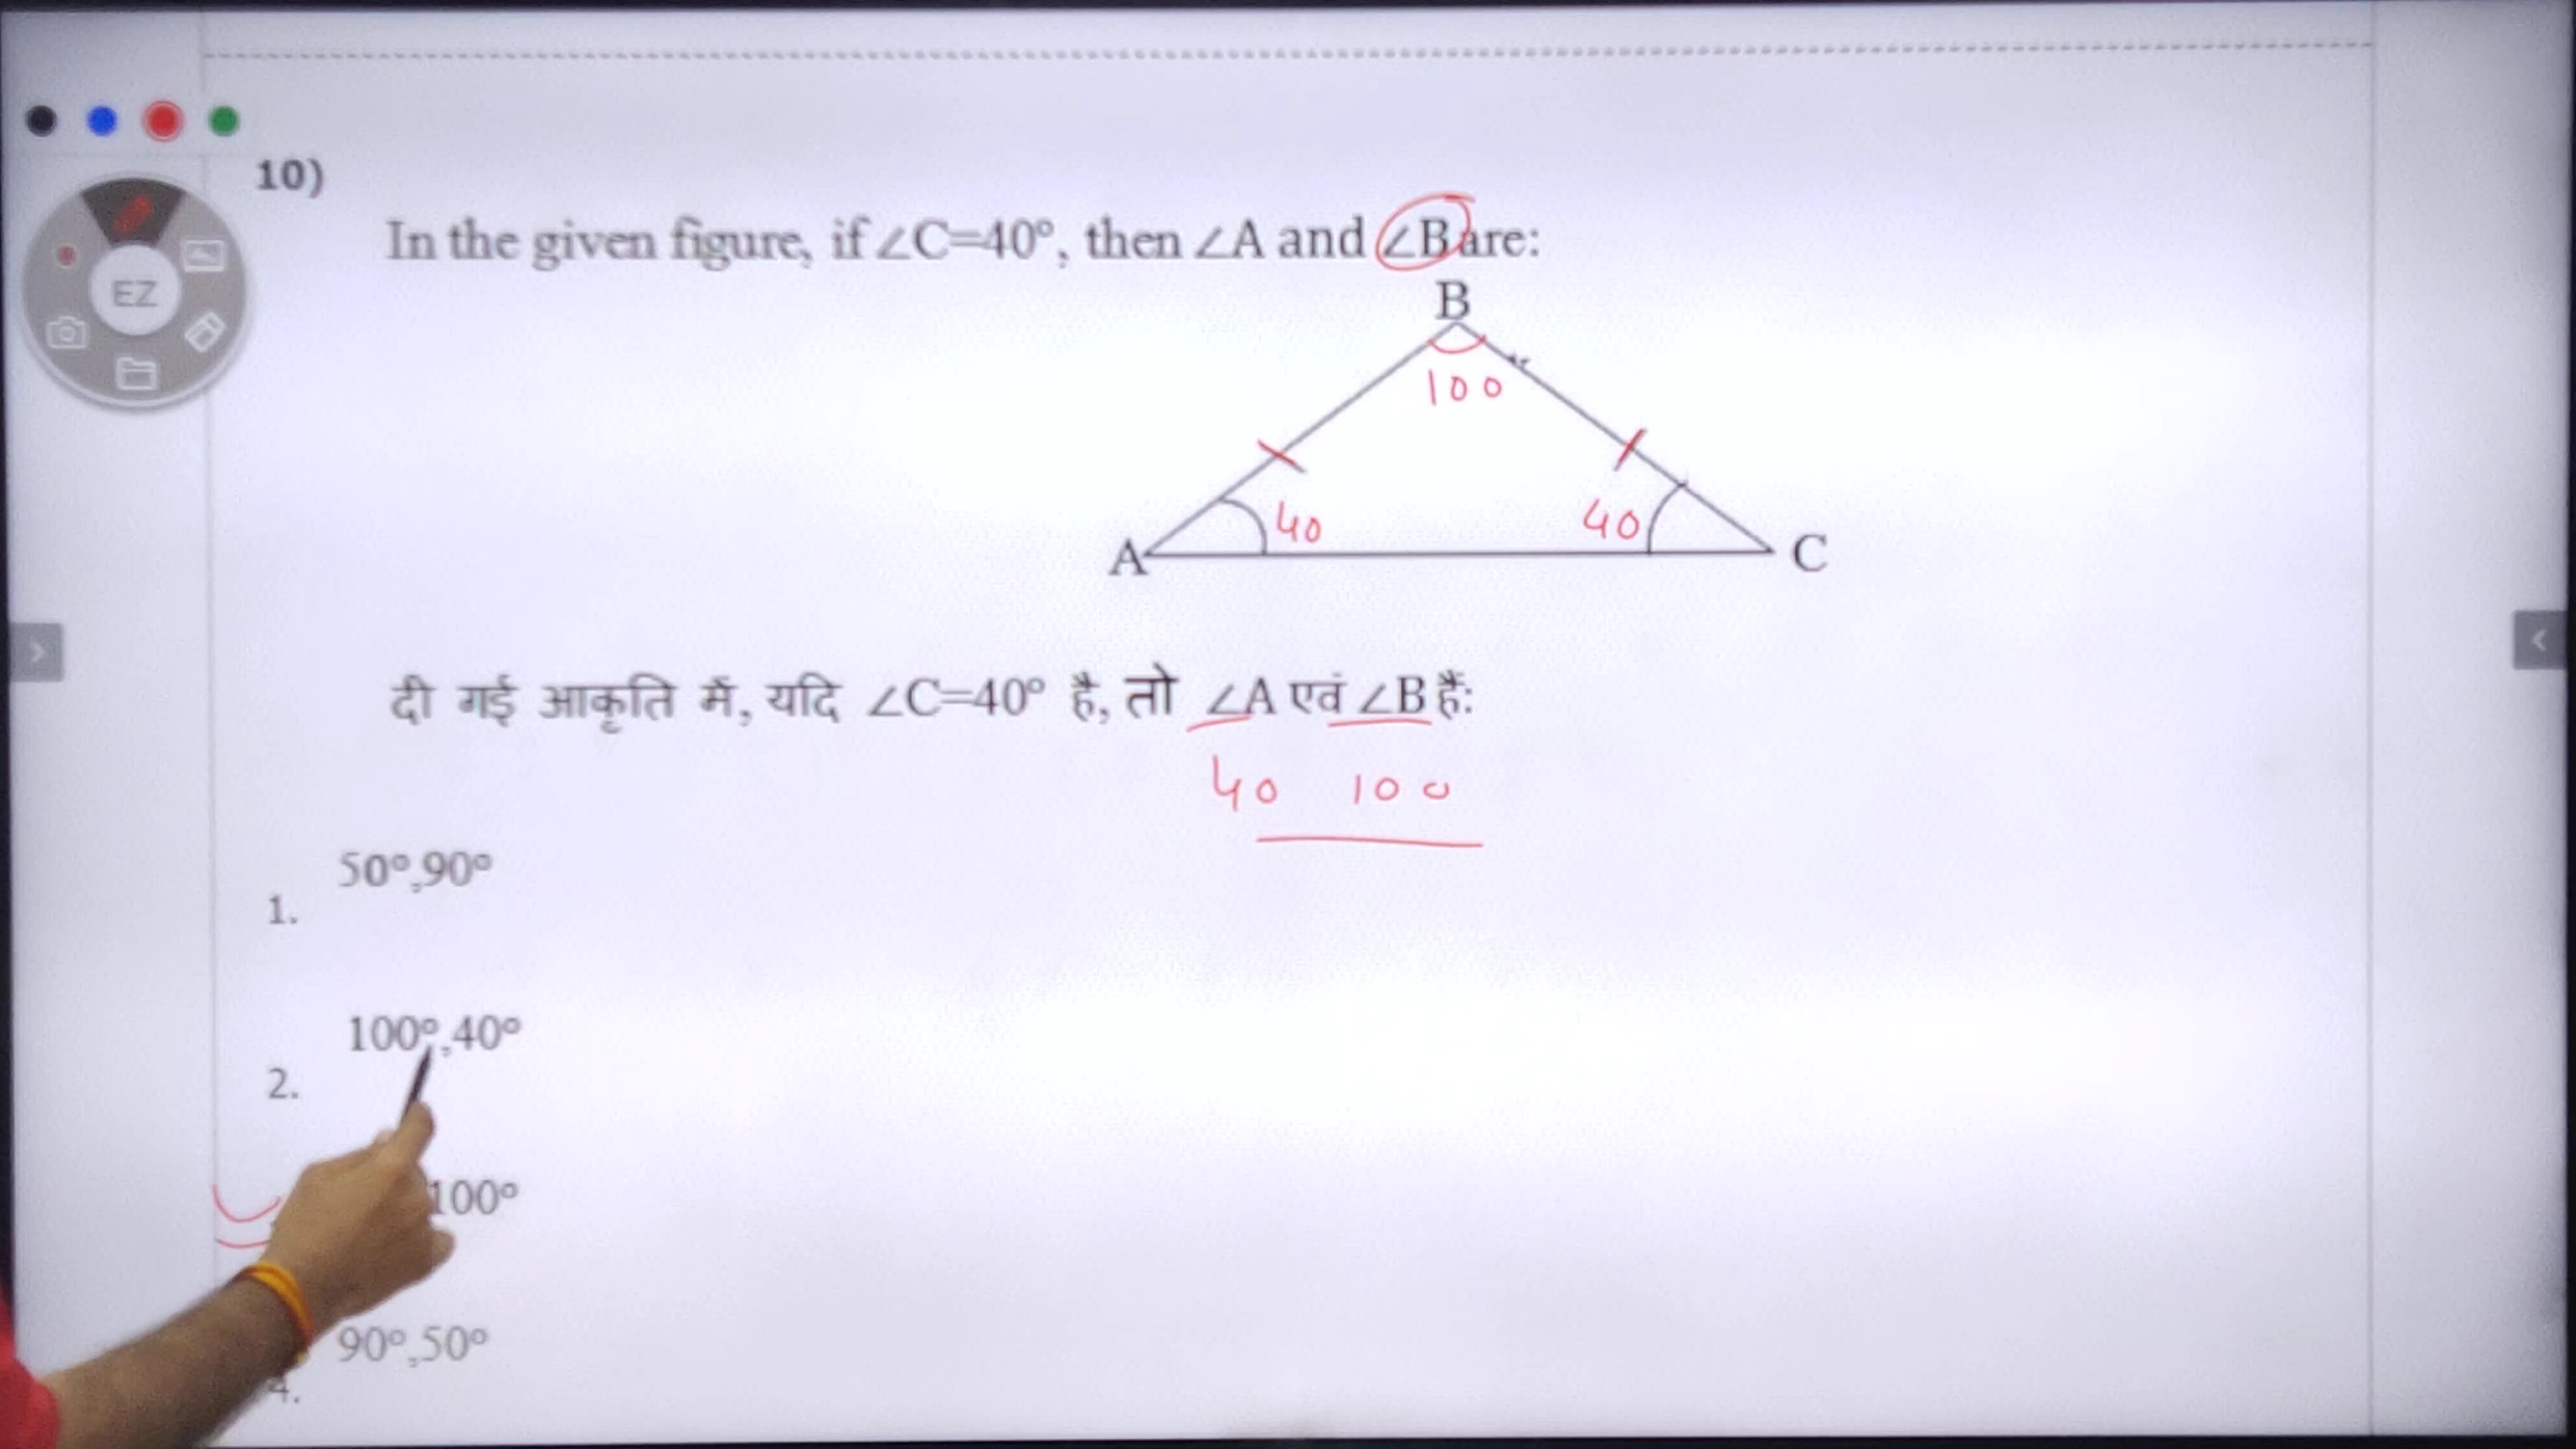 10)
In the given figure, if ∠C=40°, then ∠A and ∠B are:
B
100
40
40
A
C
EZ
दी गई आकृति में, यदि ∠C=40° है, तो ∠A एवं ∠B हैं:
40 100
50°,90°
1.
100°,40°
2.
100°
90°,50°
4.